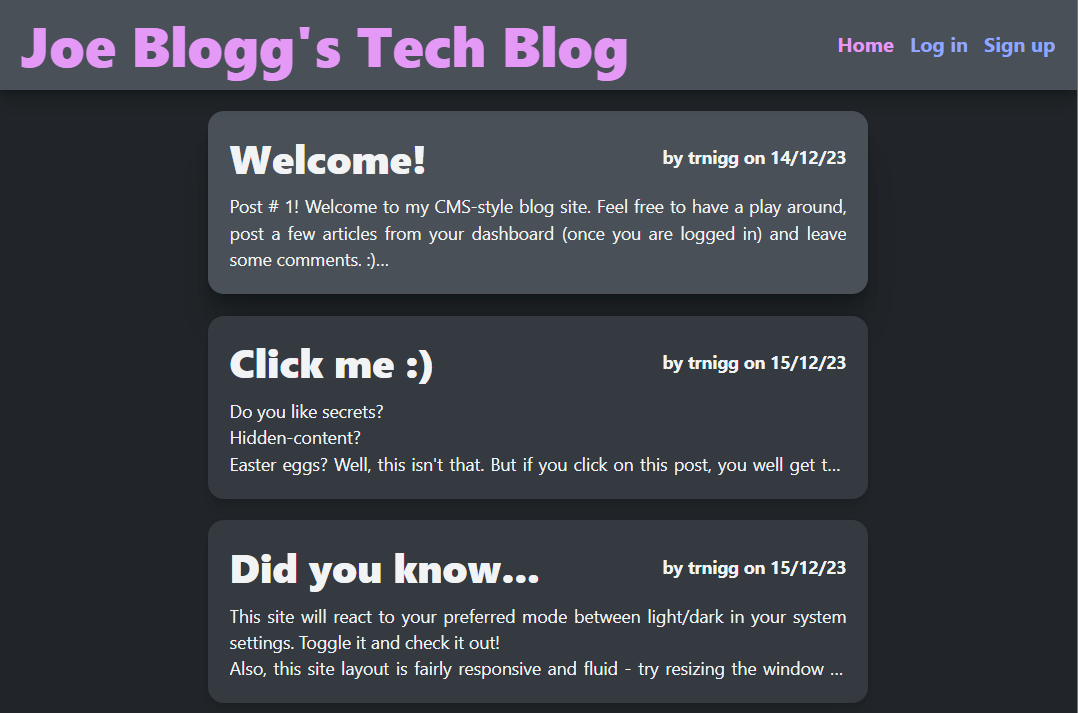 Joe Blogg's Tech Blog
Home Log in Sign up
Welcome!
by trnigg on 14/12/23
Post # 1! Welcome to my CMS-style blog site. Feel free to have a play around,
post a few articles from your dashboard (once you are logged in) and leave
some comments. :)...
Click me :)
by trnigg on 15/12/23
Do you like secrets?
Hidden-content?
Easter eggs? Well, this isn't that. But if you click on this post, you well get t...
Did you know...
by trnigg on 15/12/23
This site will react to your preferred mode between light/dark in your system
settings. Toggle it and check it out!
Also, this site layout is fairly responsive and fluid - try resizing the window ...